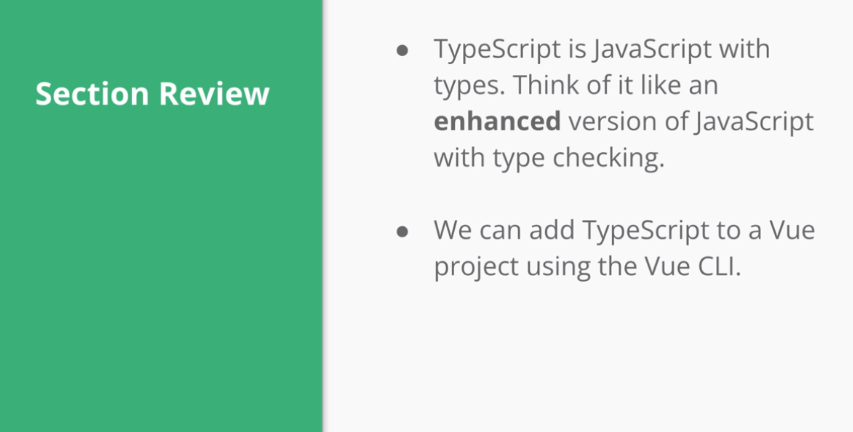 Section Review
● TypeScript is JavaScript with
types. Think of it like an
enhanced version of JavaScript
with type checking.
● We can add TypeScript to a Vue
project using the Vue CLI.